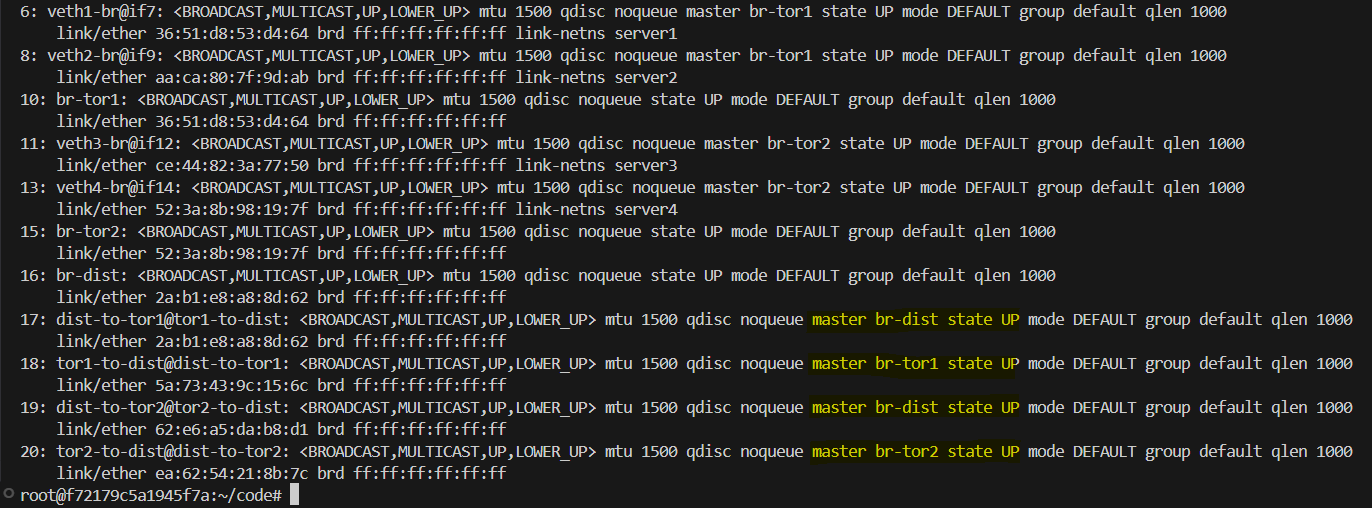 6: veth1-br@if7: <BROADCAST,MULTICAST,UP,LOWER_UP> mtu 1500 qdisc noqueue master br-tor1 state UP mode DEFAULT group default qlen 1000
link/ether 36:51:d8:53:d4:64 brd ff:ff:ff:ff:ff:ff link-netns server1
8: veth2-br@if9: <BROADCAST,MULTICAST,UP,LOWER_UP> mtu 1500 qdisc noqueue master br-tor1 state UP mode DEFAULT group default qlen 1000
link/ether aa:ca:80:7f:9d:ab brd ff:ff:ff:ff:ff:ff link-netns server2
10: br-tor1: <BROADCAST,MULTICAST,UP,LOWER_UP> mtu 1500 qdisc noqueue state UP mode DEFAULT group default qlen 1000
link/ether 36:51:d8:53:d4:64 brd ff:ff:ff:ff:ff:ff
11: veth3-br@if12: <BROADCAST,MULTICAST,UP,LOWER_UP> mtu 1500 qdisc noqueue master br-tor2 state UP mode DEFAULT group default qlen 1000
link/ether ce:44:82:3a:77:50 brd ff:ff:ff:ff:ff:ff link-netns server3
13: veth4-br@if14: <BROADCAST,MULTICAST,UP,LOWER_UP> mtu 1500 qdisc noqueue master br-tor2 state UP mode DEFAULT group default qlen 1000
link/ether 52:3a:8b:98:19:7f brd ff:ff:ff:ff:ff:ff link-netns server4
15: br-tor2: <BROADCAST,MULTICAST,UP,LOWER_UP> mtu 1500 qdisc noqueue state UP mode DEFAULT group default qlen 1000
link/ether 52:3a:8b:98:19:7f brd ff:ff:ff:ff:ff:ff
16: br-dist: <BROADCAST,MULTICAST,UP,LOWER_UP> mtu 1500 qdisc noqueue state UP mode DEFAULT group default qlen 1000
link/ether 2a:b1:e8:a8:8d:62 brd ff:ff:ff:ff:ff:ff
17: dist-to-tor1@tor1-to-dist: <BROADCAST,MULTICAST,UP,LOWER_UP> mtu 1500 qdisc noqueue master br-dist state UP mode DEFAULT group default qlen 1000
link/ether 2a:b1:e8:a8:8d:62 brd ff:ff:ff:ff:ff:ff
18: tor1-to-dist@dist-to-tor1: <BROADCAST,MULTICAST,UP,LOWER_UP> mtu 1500 qdisc noqueue master br-tor1 state UP mode DEFAULT group default qlen 1000
link/ether 5a:73:43:9c:15:6c brd ff:ff:ff:ff:ff:ff
19: dist-to-tor2@tor2-to-dist: <BROADCAST,MULTICAST,UP,LOWER_UP> mtu 1500 qdisc noqueue master br-dist state UP mode DEFAULT group default qlen 1000
link/ether 62:e6:a5:da:b8:d1 brd ff:ff:ff:ff:ff:ff
20: tor2-to-dist@dist-to-tor2: <BROADCAST,MULTICAST,UP,LOWER_UP> mtu 1500 qdisc noqueue master br-tor2 state UP mode DEFAULT group default qlen 1000
link/ether ea:62:54:21:8b:7c brd ff:ff:ff:ff:ff:ff
root@f72179c5a1945f7a:~/code#